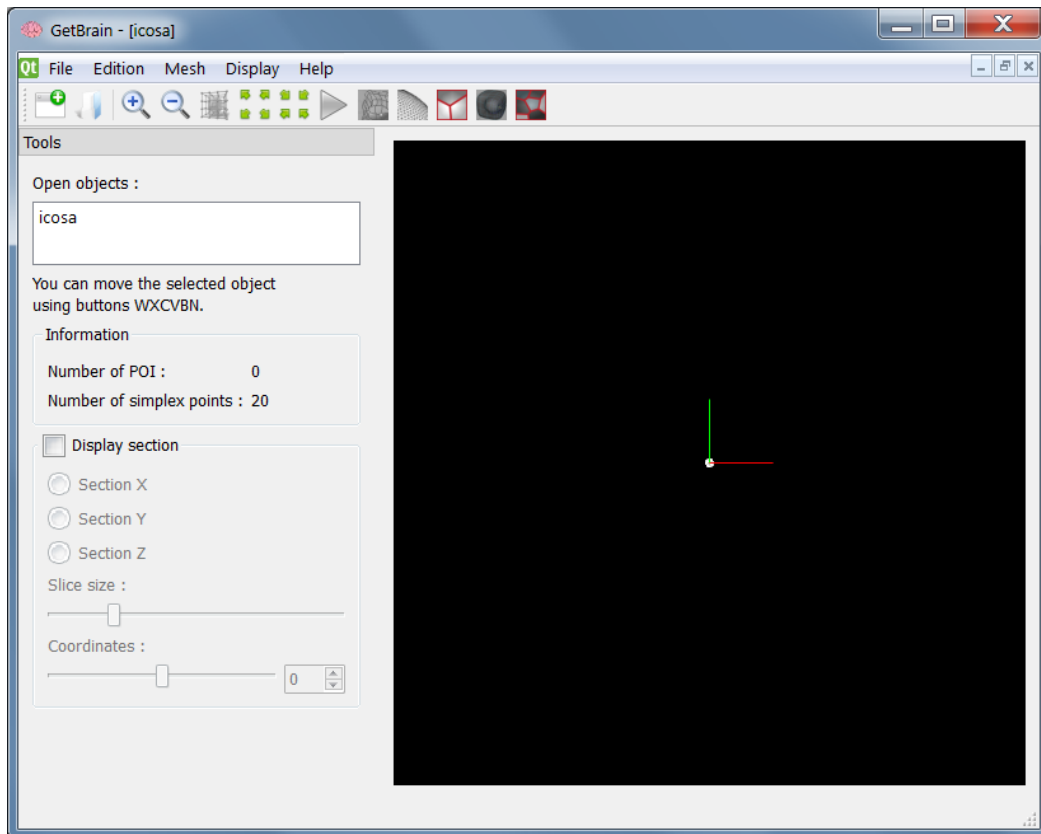 GetBrain - [icosa]
Qt File Edition Mesh Display Help
Tools
Open objects :
icosa
You can move the selected object
using buttons WXCVBN.
Information
Number of POI : 0
Number of simplex points : 20
Display section
Section X
Section Y
Section Z
Slice size :
Coordinates :
0